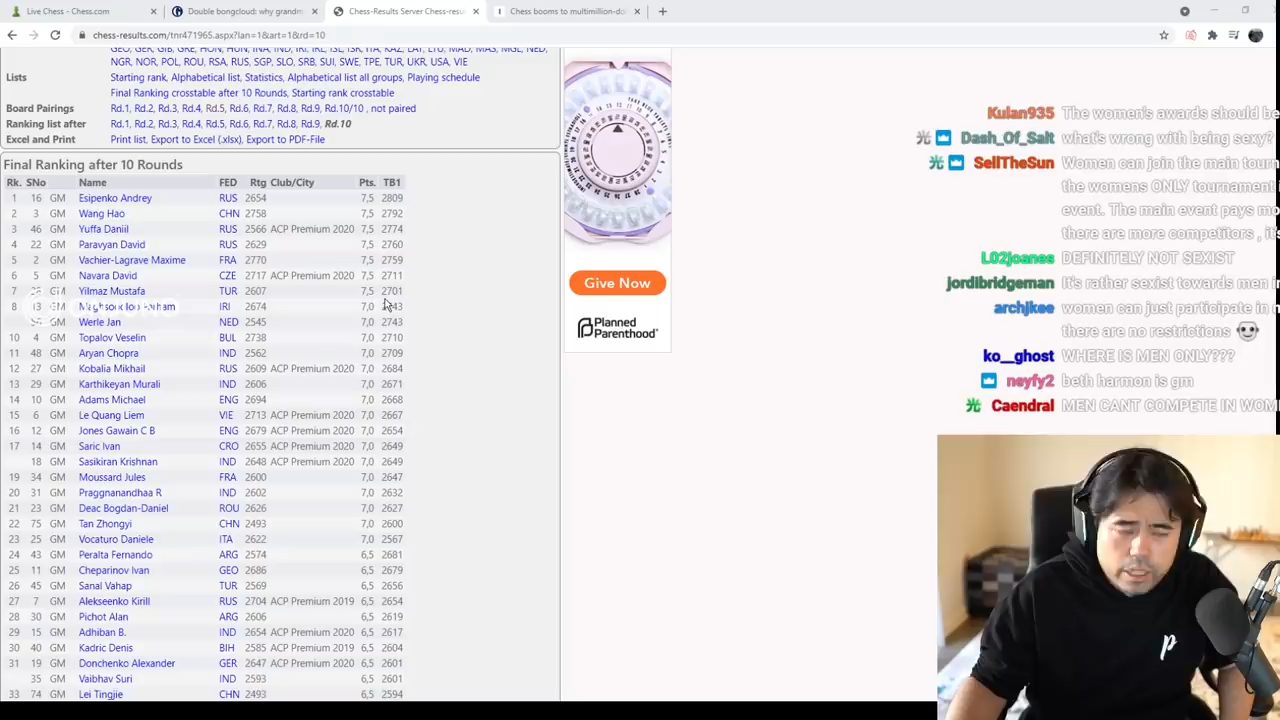 Live Chess - Chess.com
Double bongcloud: why grandm
Chess-Results Server Chess-resu
Chess booms to multimillion-do
chess-results.com/tnr471965.aspx?lan=1&art=1&rd=10
GEO, GER, GIB, GRE, HON, HUN, INA, IND, IRI, IRL, ISL, ISR, ITA, KAZ, LAT, LTU, MAD, MAS, MGL, NED,
NGR, NOR, POL, ROU, RSA, RUS, SGP, SLO, SRB, SUI, SWE, TPE, TUR, UKR, USA, VIE
Lists Starting rank, Alphabetical list, Statistics, Alphabetical list all groups, Playing schedule
Final Ranking crosstable after 10 Rounds, Starting rank crosstable
Board Pairings Rd.1, Rd.2, Rd.3, Rd.4, Rd.5, Rd.6, Rd.7, Rd.8, Rd.9, Rd.10/10 , not paired
Ranking list after Rd.1, Rd.2, Rd.3, Rd.4, Rd.5, Rd.6, Rd.7, Rd.8, Rd.9, Rd.10
Excel and Print Print list, Export to Excel (.xlsx), Export to PDF-File
Final Ranking after 10 Rounds
Rk. SNo Name FED Rtg Club/City Pts. TB1
1 16 GM Esipenko Andrey RUS 2654 7,5 2809
2 3 GM Wang Hao CHN 2758 7,5 2792
3 46 GM Yuffa Daniil RUS 2566 ACP Premium 2020 7,5 2774
4 22 GM Paravyan David RUS 2629 7,5 2760
5 2 GM Vachier-Lagrave Maxime FRA 2770 7,5 2759
6 5 GM Navara David CZE 2717 ACP Premium 2020 7,5 2711
7 GM Yilmaz Mustafa TUR 2607 7,5 2701
8 13 GM IRI 2674 7,0 2743
GM Werle Jan NED 2545 7,0 2743
10 4 GM Topalov Veselin BUL 2738 7,0 2710
11 48 GM Aryan Chopra IND 2562 7,0 2709
12 27 GM Kobalia Mikhail RUS 2609 ACP Premium 2020 7,0 2684
13 29 GM Karthikeyan Murali IND 2606 7,0 2671
14 10 GM Adams Michael ENG 2694 7,0 2668
15 6 GM Le Quang Liem VIE 2713 ACP Premium 2020 7,0 2667
16 12 GM Jones Gawain C B ENG 2679 ACP Premium 2020 7,0 2654
17 14 GM Saric Ivan CRO 2655 ACP Premium 2020 7,0 2649
18 GM Sasikiran Krishnan IND 2648 ACP Premium 2020 7,0 2649
19 34 GM Moussard Jules FRA 2600 7,0 2647
20 31 GM Praggnanandhaa R IND 2602 7,0 2632
21 23 GM Deac Bogdan-Daniel ROU 2626 7,0 2627
22 75 GM Tan Zhongyi CHN 2493 7,0 2600
23 25 GM Vocaturo Daniele ITA 2622 7,0 2567
24 43 GM Peralta Fernando ARG 2574 6,5 2681
25 11 GM Cheparinov Ivan GEO 2686 6,5 2679
26 45 GM Sanal Vahap TUR 2569 6,5 2656
27 7 GM Alekseenko Kirill RUS 2704 ACP Premium 2019 6,5 2654
28 30 GM Pichot Alan ARG 2606 6,5 2619
29 15 GM Adhiban B. IND 2654 ACP Premium 2020 6,5 2617
30 40 GM Kadric Denis BIH 2585 ACP Premium 2019 6,5 2604
31 19 GM Donchenko Alexander GER 2647 ACP Premium 2020 6,5 2601
35 GM Vaibhav Suri IND 2593 6,5 2601
33 74 GM Lei Tingjie CHN 2493 6,5 2594
Give Now
Planned
Parenthood®
Kulan935 The women's awards should be
光 Dash_Of_Salt what's wrong with being sexy?
光 SellTheSun Women can join the main tourn
the womens ONLY tournament i
event. The main event pays mo
there are more competitors , it's
L02joanes DEFINITELY NOT SEXIST
jordibridgeman It's rather sexist towards men i
archjkee women can just participate in m
there are no restrictions
ko__ghost WHERE IS MEN ONLY???
neyfy2 beth harmon is gm
光 Caendral MEN CANT COMPETE IN WOM